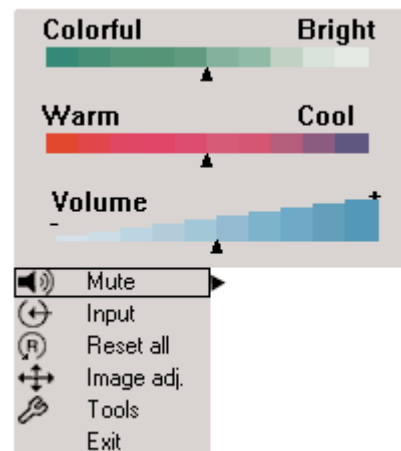 Colorful Bright
Warm Cool
Volume
- +
Mute
Input
R Reset all
Image adj.
Tools
Exit